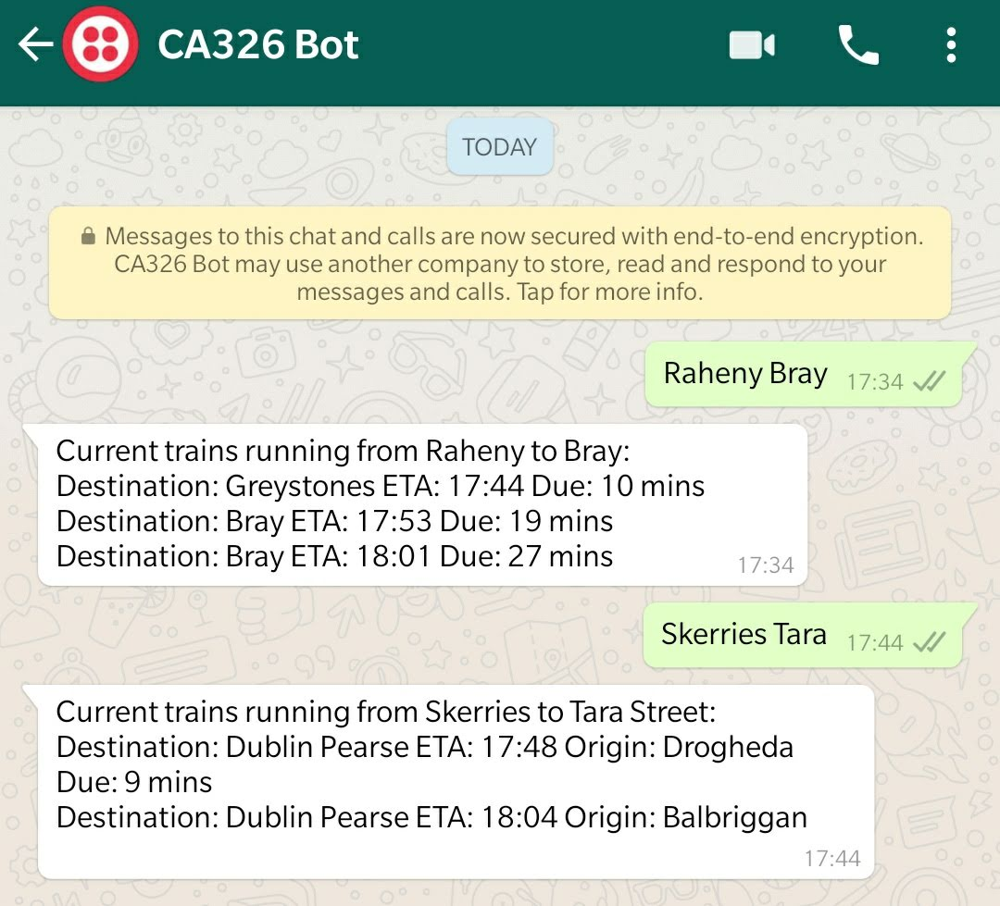 CA326 Bot
TODAY
Messages to this chat and calls are now secured with end-to-end encryption.
CA326 Bot may use another company to store, read and respond to your
messages and calls. Tap for more info.
Raheny Bray 17:34
Current trains running from Raheny to Bray:
Destination: Greystones ETA: 17:44 Due: 10 mins
Destination: Bray ETA: 17:53 Due: 19 mins
Destination: Bray ETA: 18:01 Due: 27 mins
17:34
Skerries Tara 17:44
Current trains running from Skerries to Tara Street:
Destination: Dublin Pearse ETA: 17:48 Origin: Drogheda
Due: 9 mins
Destination: Dublin Pearse ETA: 18:04 Origin: Balbriggan
17:44